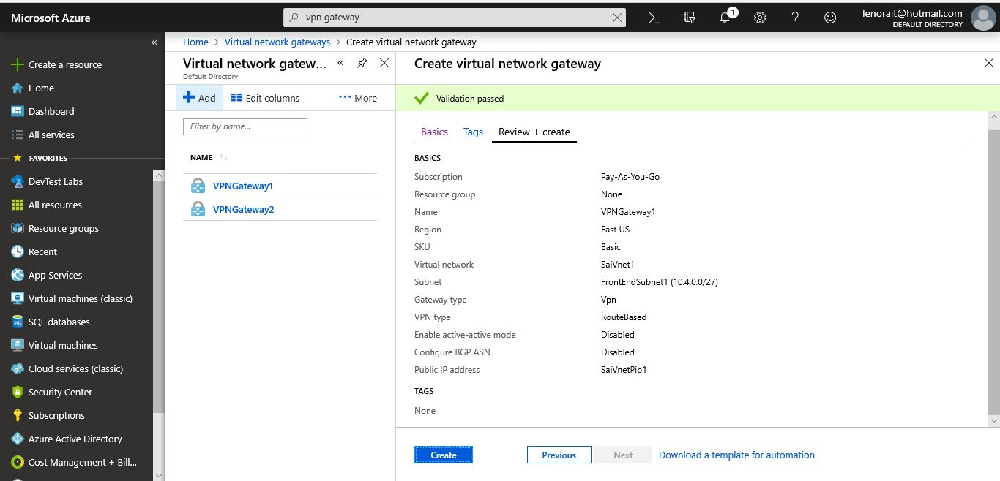 Microsoft Azure
vpn gateway
1
lenorait@hotmail.com
DEFAULT DIRECTORY
Create a resource
Home
Dashboard
All services
FAVORITES
DevTest Labs
All resources
Resource groups
Recent
App Services
Virtual machines (classic)
SQL databases
Virtual machines
Cloud services (classic)
Security Center
Subscriptions
Azure Active Directory
Cost Management + Bill...
Home > Virtual network gateways > Create virtual network gateway
Virtual network gatew...
Default Directory
Add Edit columns More
Filter by name...
NAME
VPNGateway1
VPNGateway2
Create virtual network gateway
Validation passed
Basics Tags Review + create
BASICS
Subscription Pay-As-You-Go
Resource group None
Name VPNGateway1
Region East US
SKU Basic
Virtual network SaiVnet1
Subnet FrontEndSubnet1 (10.4.0.0/27)
Gateway type Vpn
VPN type RouteBased
Enable active-active mode Disabled
Configure BGP ASN Disabled
Public IP address SaiVnetPip1
TAGS
None
Create Previous Next Download a template for automation